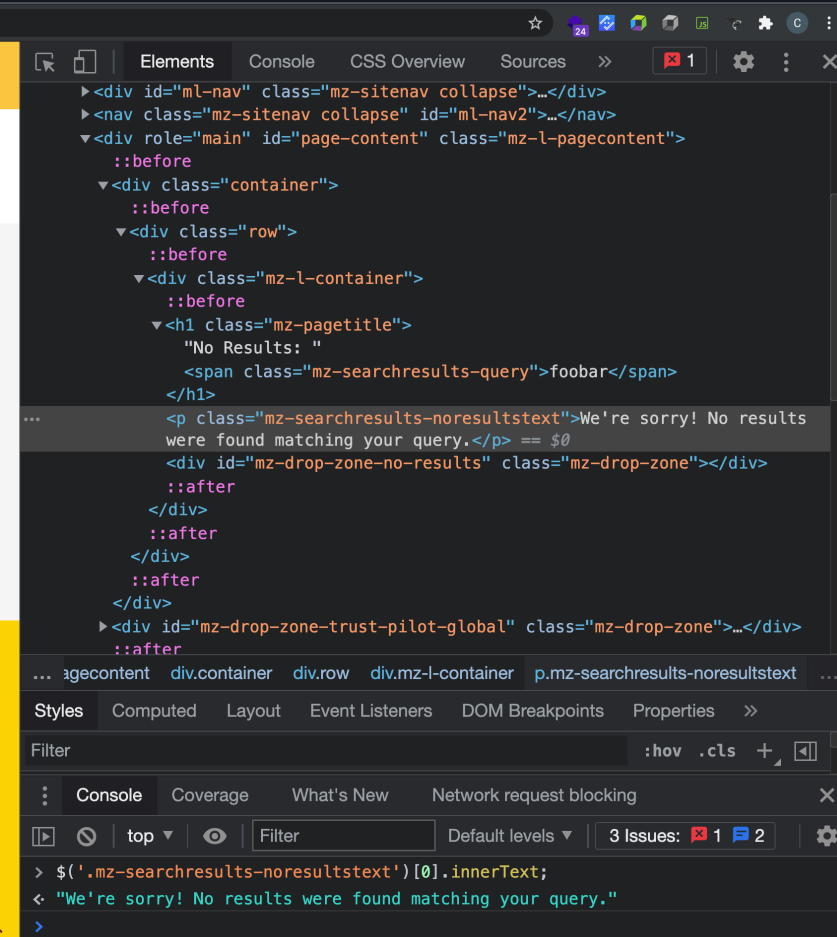 24
JS
C
Elements Console CSS Overview Sources » 1
<div id="ml-nav" class="mz-sitenav collapse">…</div>
<nav class="mz-sitenav collapse" id="ml-nav2">…</nav>
<div role="main" id="page-content" class="mz-l-pagecontent">
::before
<div class="container">
::before
<div class="row">
::before
<div class="mz-l-container">
::before
<h1 class="mz-pagetitle">
"No Results: "
<span class="mz-searchresults-query">foobar</span>
</h1>
<p class="mz-searchresults-noresultstext">We're sorry! No results
were found matching your query.</p> == $0
<div id="mz-drop-zone-no-results" class="mz-drop-zone"></div>
::after
</div>
::after
</div>
::after
</div>
<div id="mz-drop-zone-trust-pilot-global" class="mz-drop-zone">…</div>
::after
... agecontent div.container div.row div.mz-l-container p.mz-searchresults-noresultstext ...
Styles Computed Layout Event Listeners DOM Breakpoints Properties »
Filter :hov .cls +
Console Coverage What's New Network request blocking
top Filter Default levels 3 Issues: 1 2
> $('.mz-searchresults-noresultstext')[0].innerText;
"We're sorry! No results were found matching your query."
>